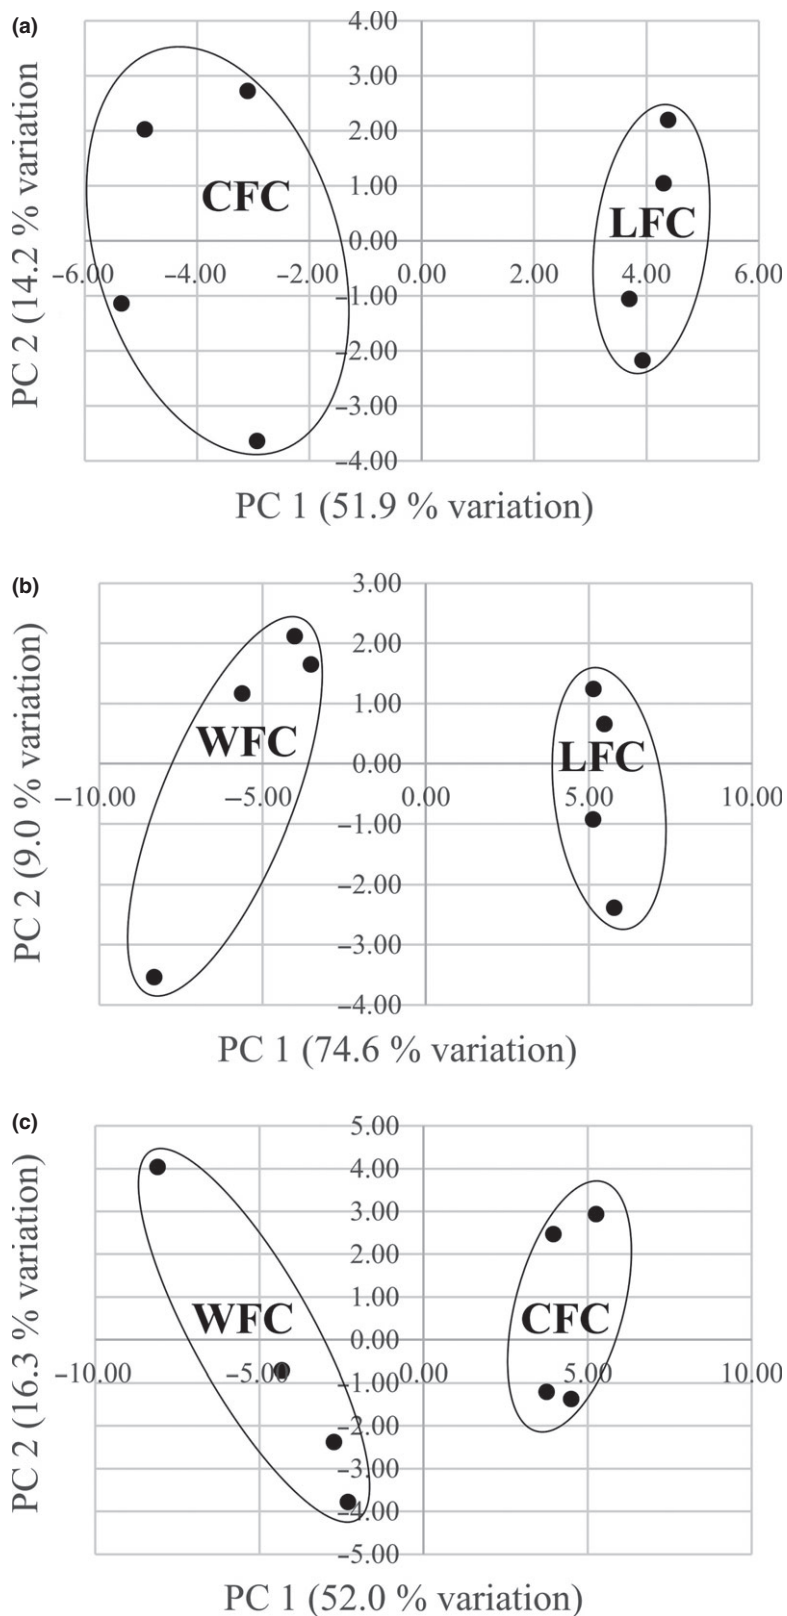 (a)
4.00
3.00
2.00
1.00
0.00
−1.00
−2.00
−3.00
−4.00
−6.00 −4.00 −2.00 0.00 2.00 4.00 6.00
CFC
LFC
PC 2 (14.2 % variation
PC 1 (51.9 % variation)
(b)
3.00
2.00
1.00
0.00
−1.00
−2.00
−3.00
−4.00
−10.00 −5.00 0.00 5.00 10.00
WFC
LFC
PC 2 (9.0 % variation)
PC 1 (74.6 % variation)
(c)
5.00
4.00
3.00
2.00
1.00
0.00
−1.00
−2.00
−3.00
−4.00
−5.00
−10.00 −5.00 0.00 5.00 10.00
WFC
CFC
PC 2 (16.3 % variation)
PC 1 (52.0 % variation)